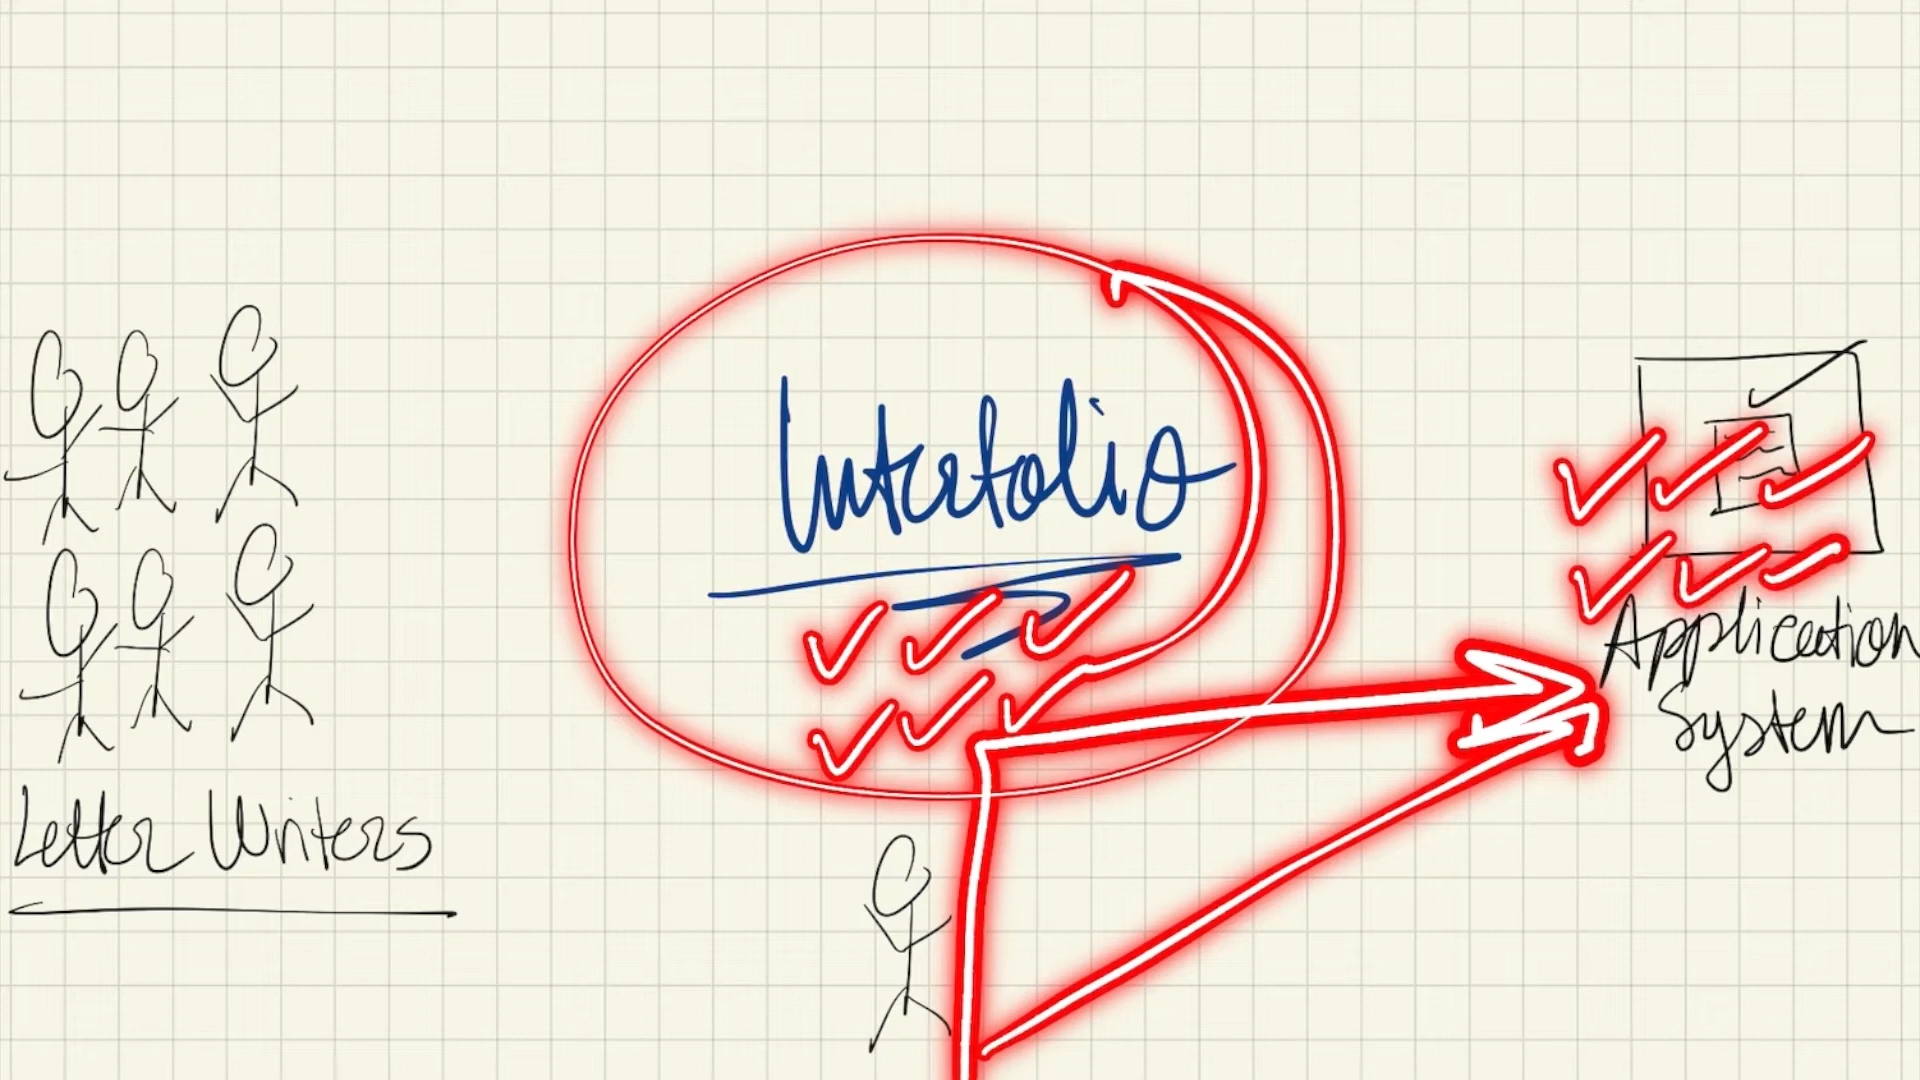 Interfolio
Application
System
Letter Writers